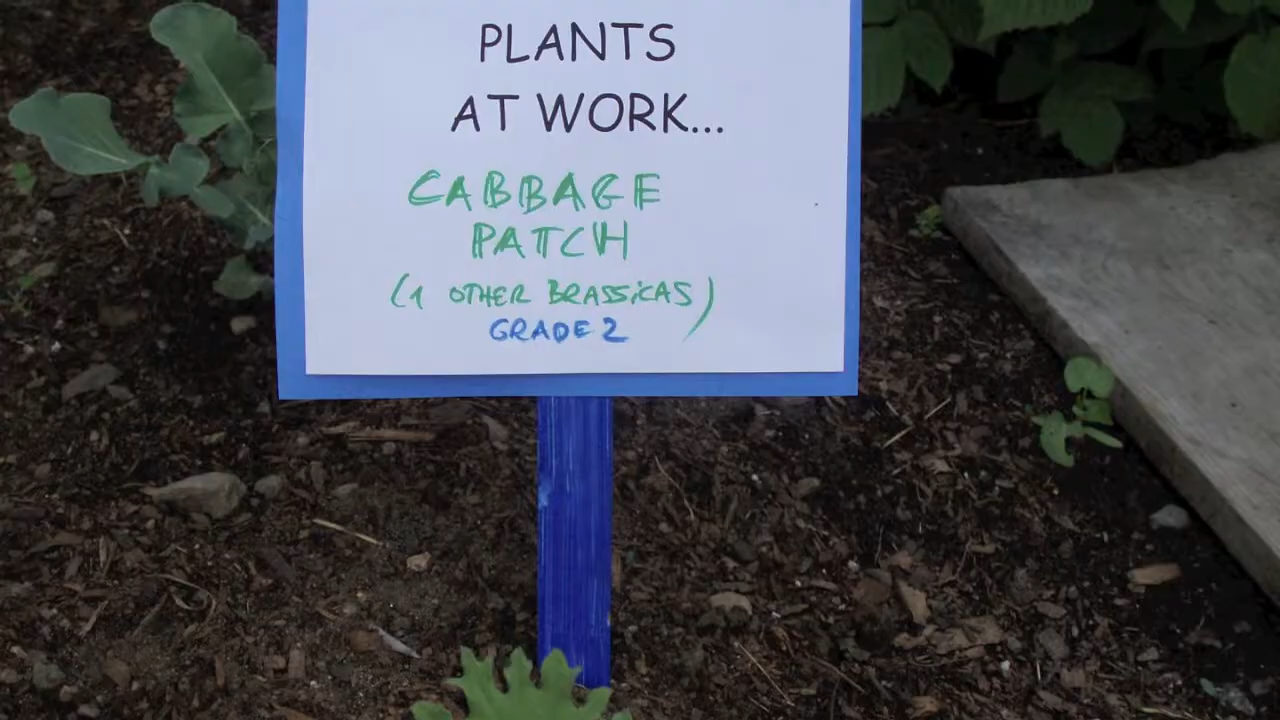 PLANTS
AT WORK...
CABBAGE
PATCH
(1 OTHER BRASSICAS)
GRADE 2